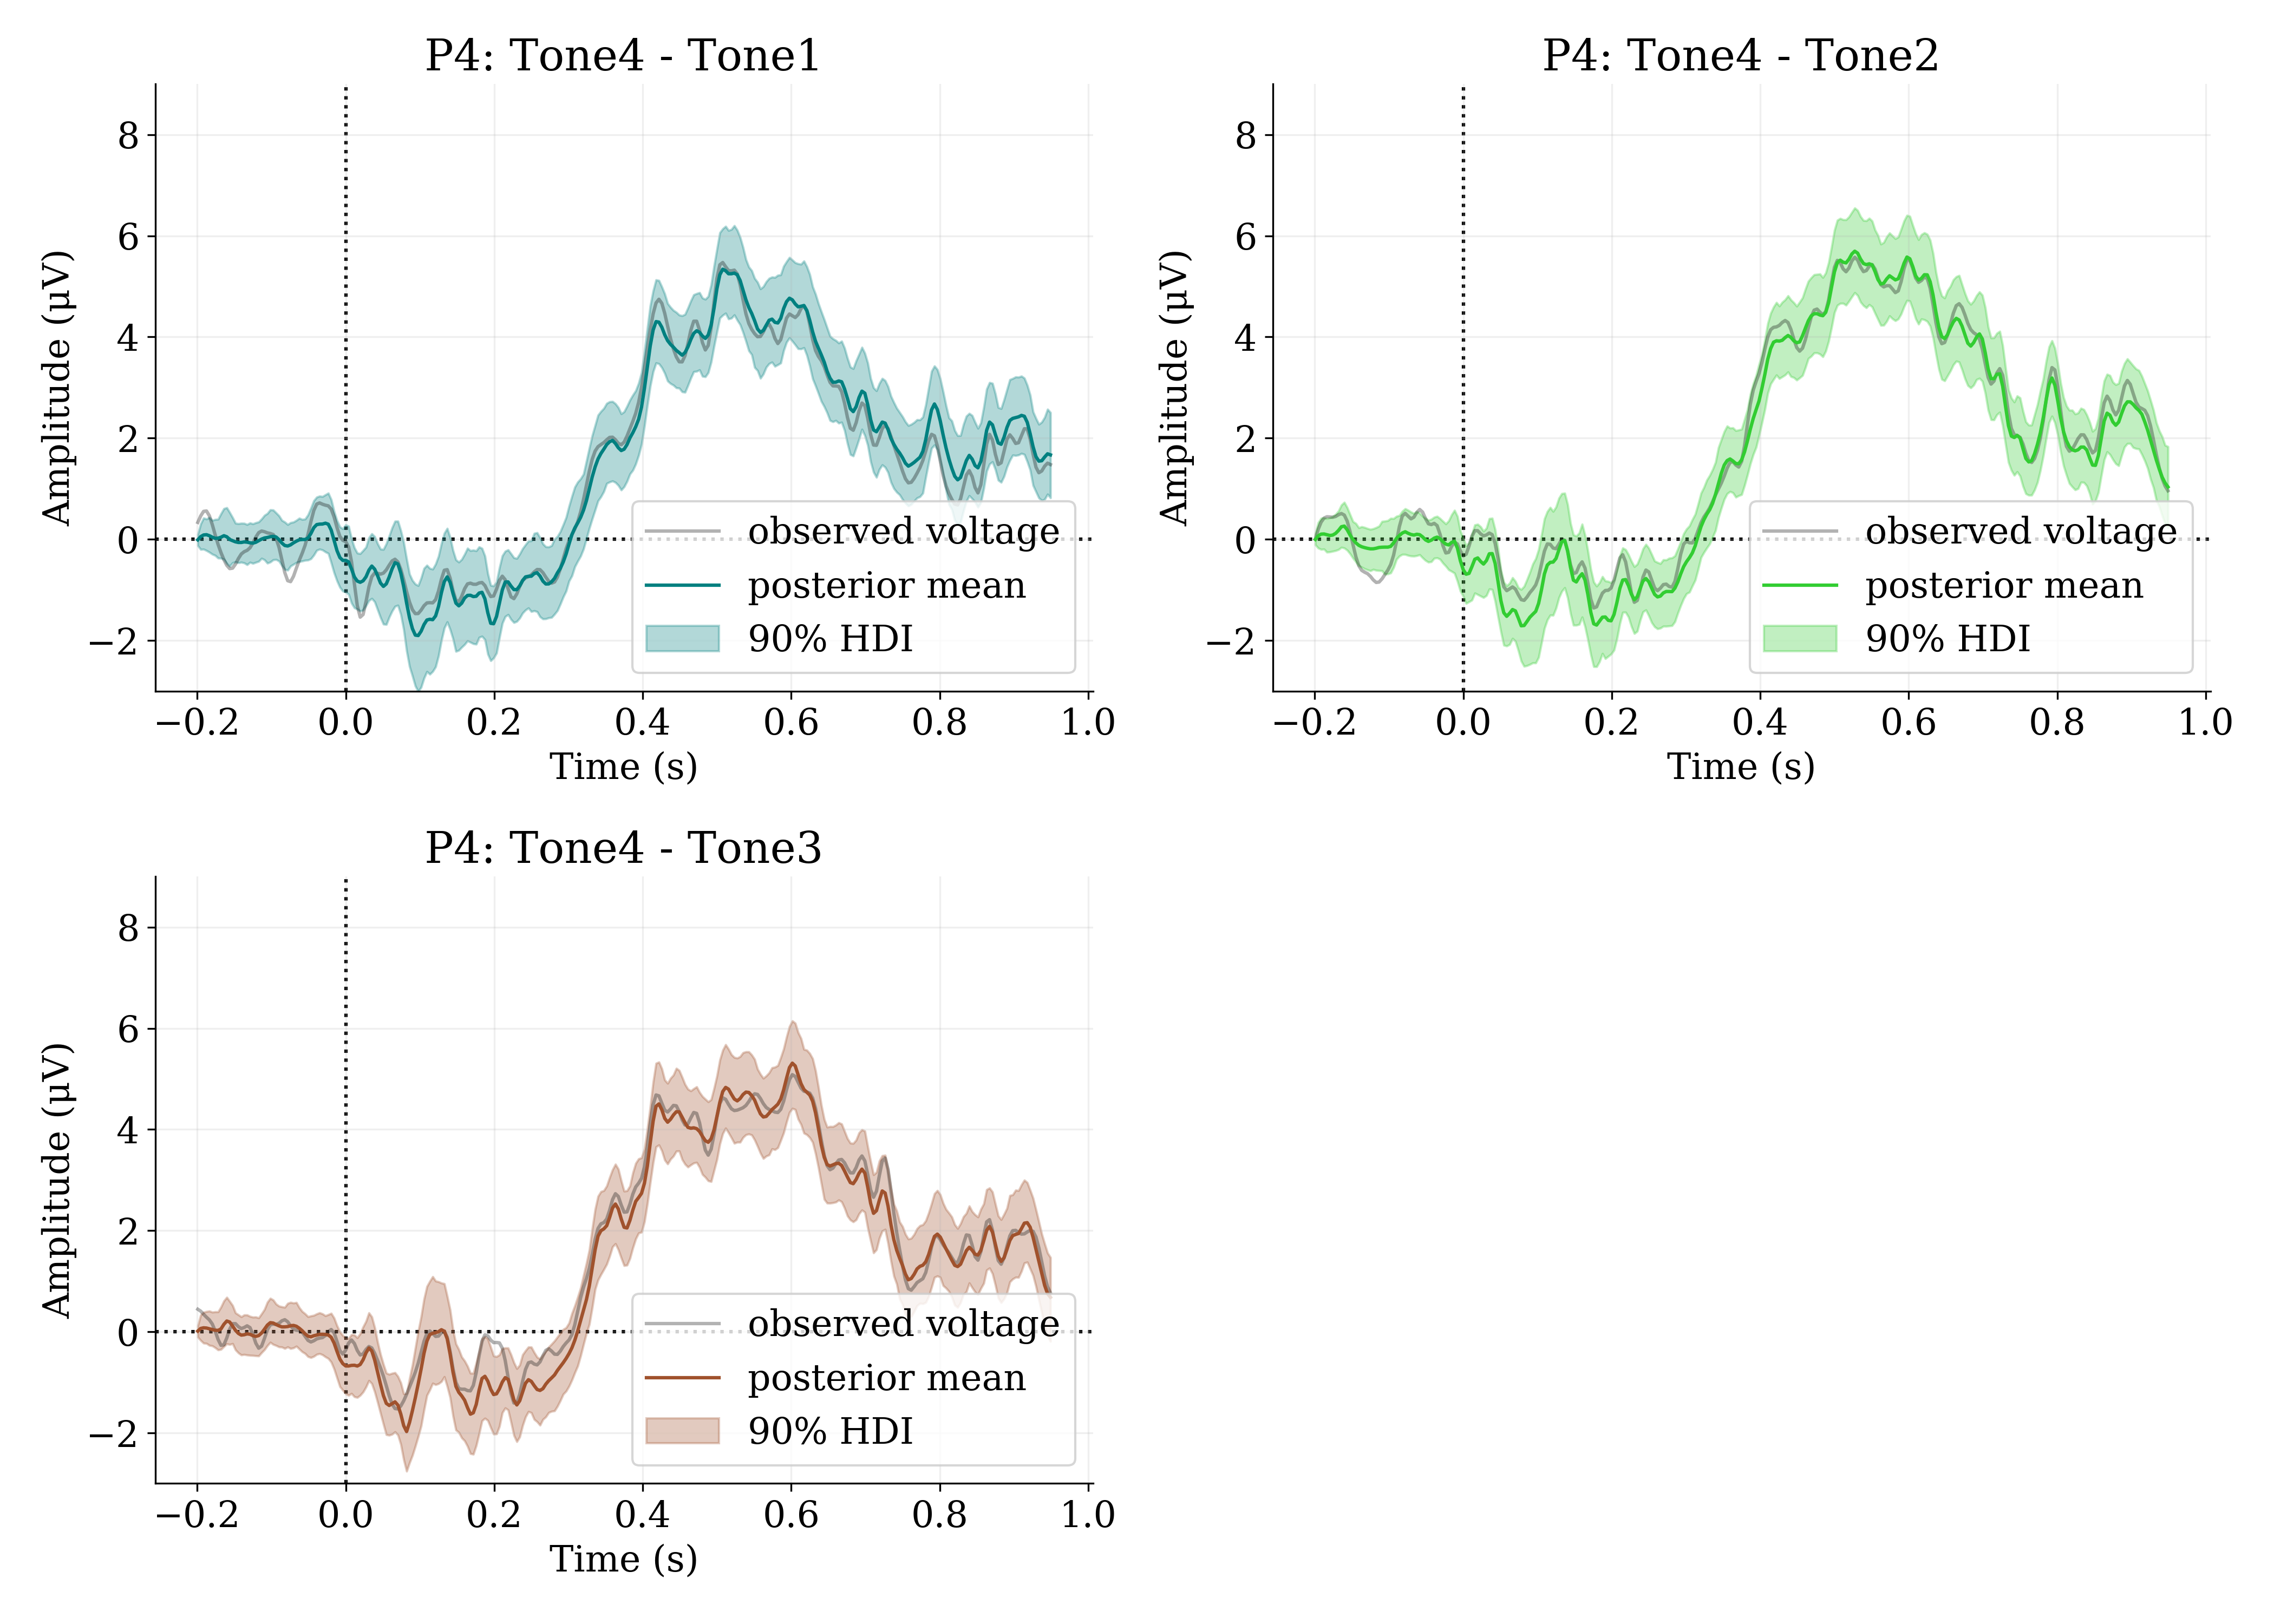 P4: Tone4 - Tone1
Amplitude (μV)
8
6
4
2
0
−2
−0.2 0.0 0.2 0.4 0.6 0.8 1.0
Time (s)
observed voltage
posterior mean
90% HDI
P4: Tone4 - Tone2
Amplitude (μV)
8
6
4
2
0
−2
−0.2 0.0 0.2 0.4 0.6 0.8 1.0
Time (s)
observed voltage
posterior mean
90% HDI
P4: Tone4 - Tone3
Amplitude (μV)
8
6
4
2
0
−2
−0.2 0.0 0.2 0.4 0.6 0.8 1.0
Time (s)
observed voltage
posterior mean
90% HDI